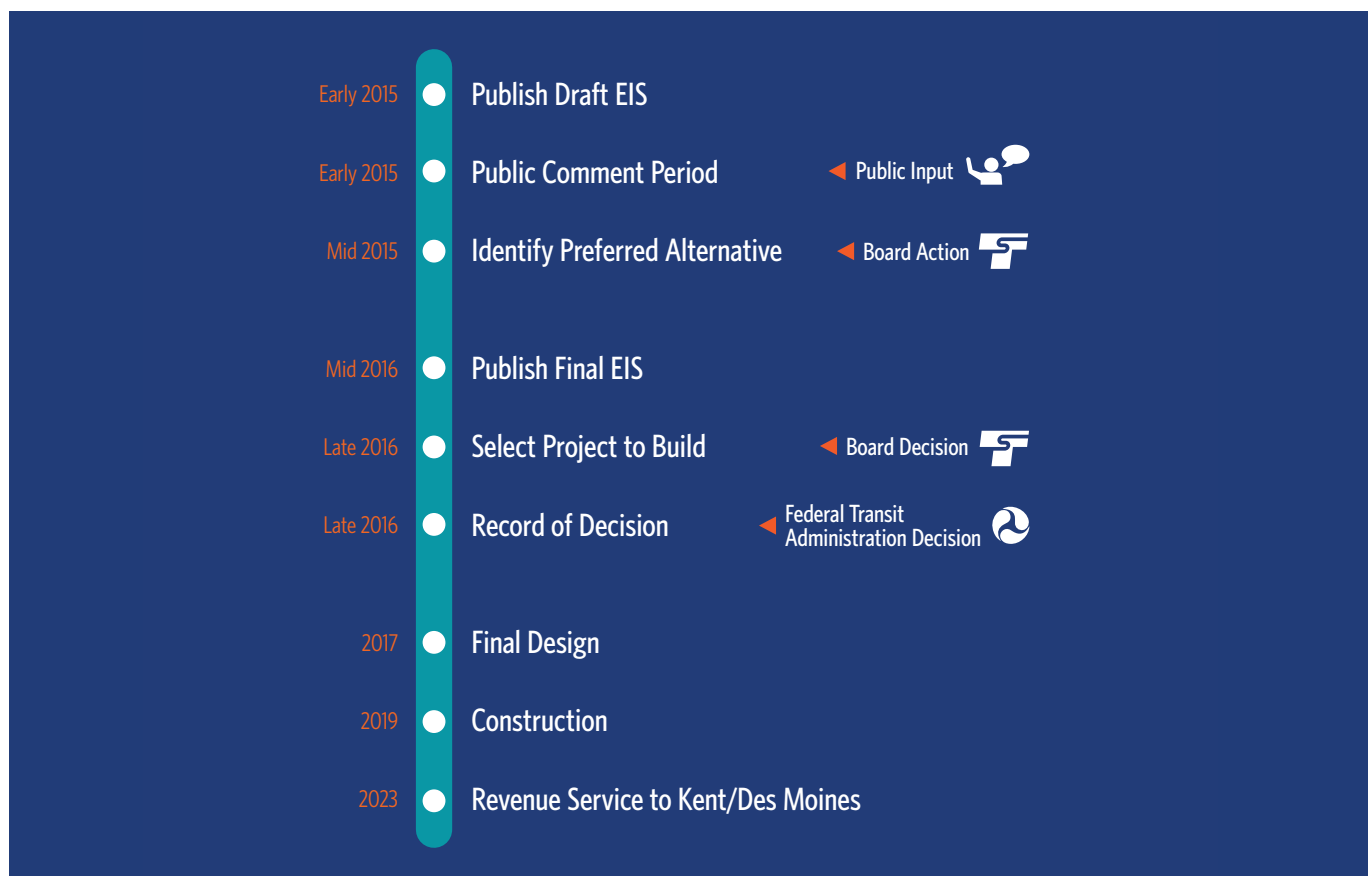 Early 2015 Publish Draft EIS
Early 2015 Public Comment Period Public Input
Mid 2015 Identify Preferred Alternative Board Action
Mid 2016 Publish Final EIS
Late 2016 Select Project to Build Board Decision
Late 2016 Record of Decision Federal Transit
Administration Decision
2017 Final Design
2019 Construction
2023 Revenue Service to Kent/Des Moines